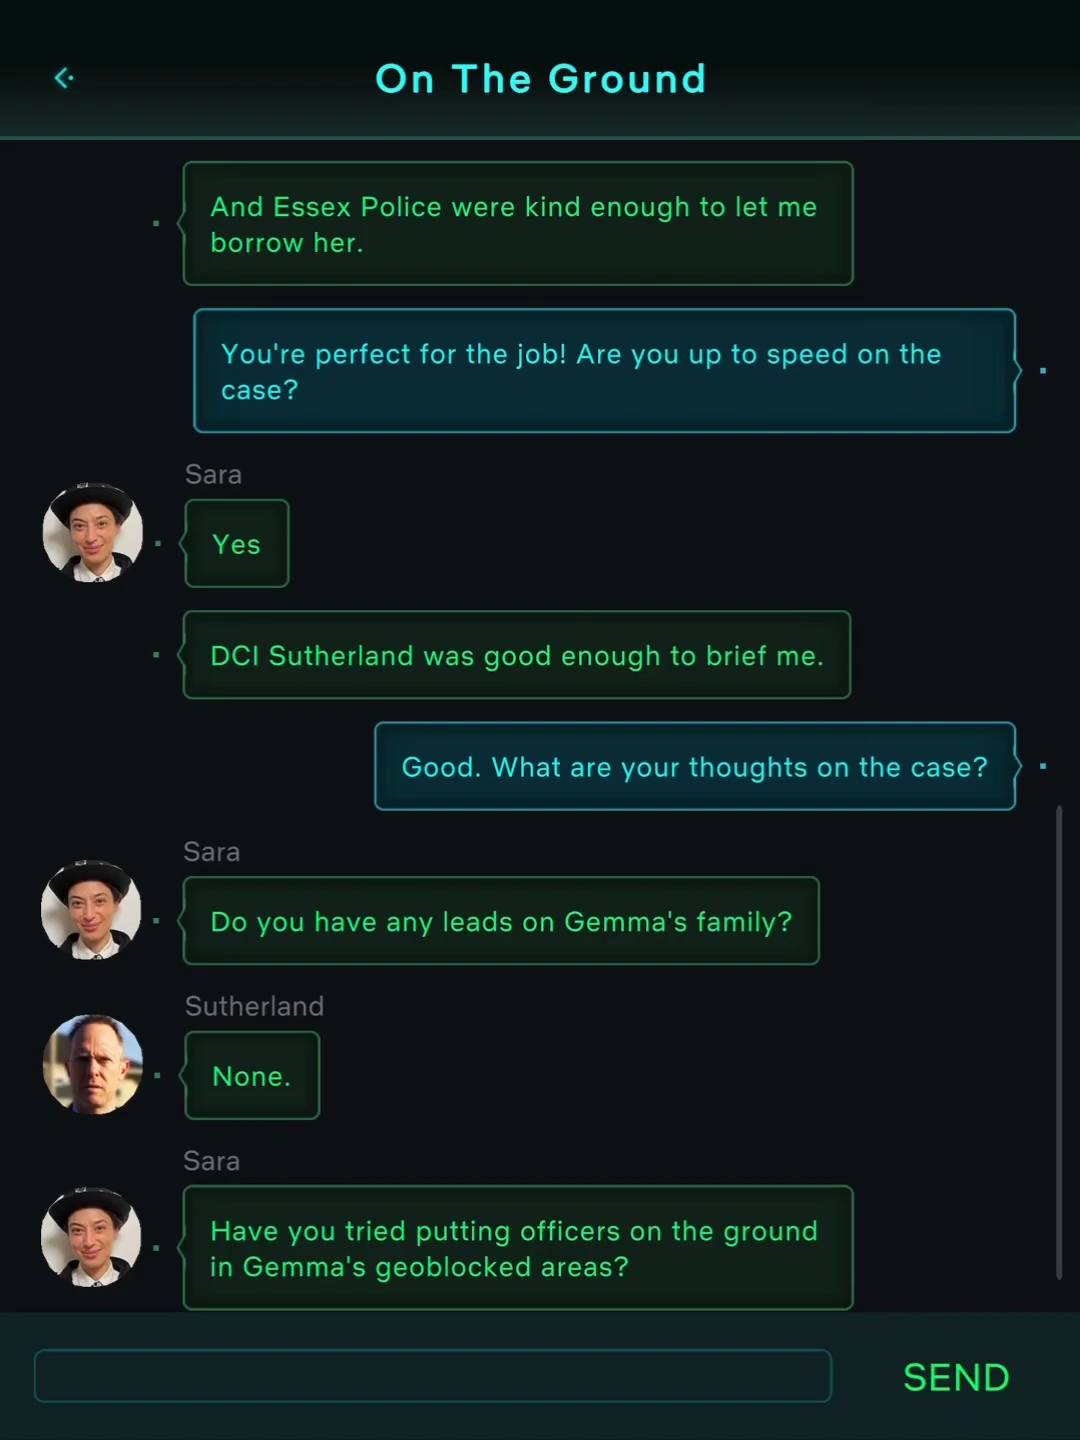 On The Ground
And Essex Police were kind enough to let me
borrow her.
You're perfect for the job! Are you up to speed on the
case?
Sara
Yes
DCI Sutherland was good enough to brief me.
Good. What are your thoughts on the case?
Sara
Do you have any leads on Gemma's family?
Sutherland
None.
Sara
Have you tried putting officers on the ground
in Gemma's geoblocked areas?
SEND